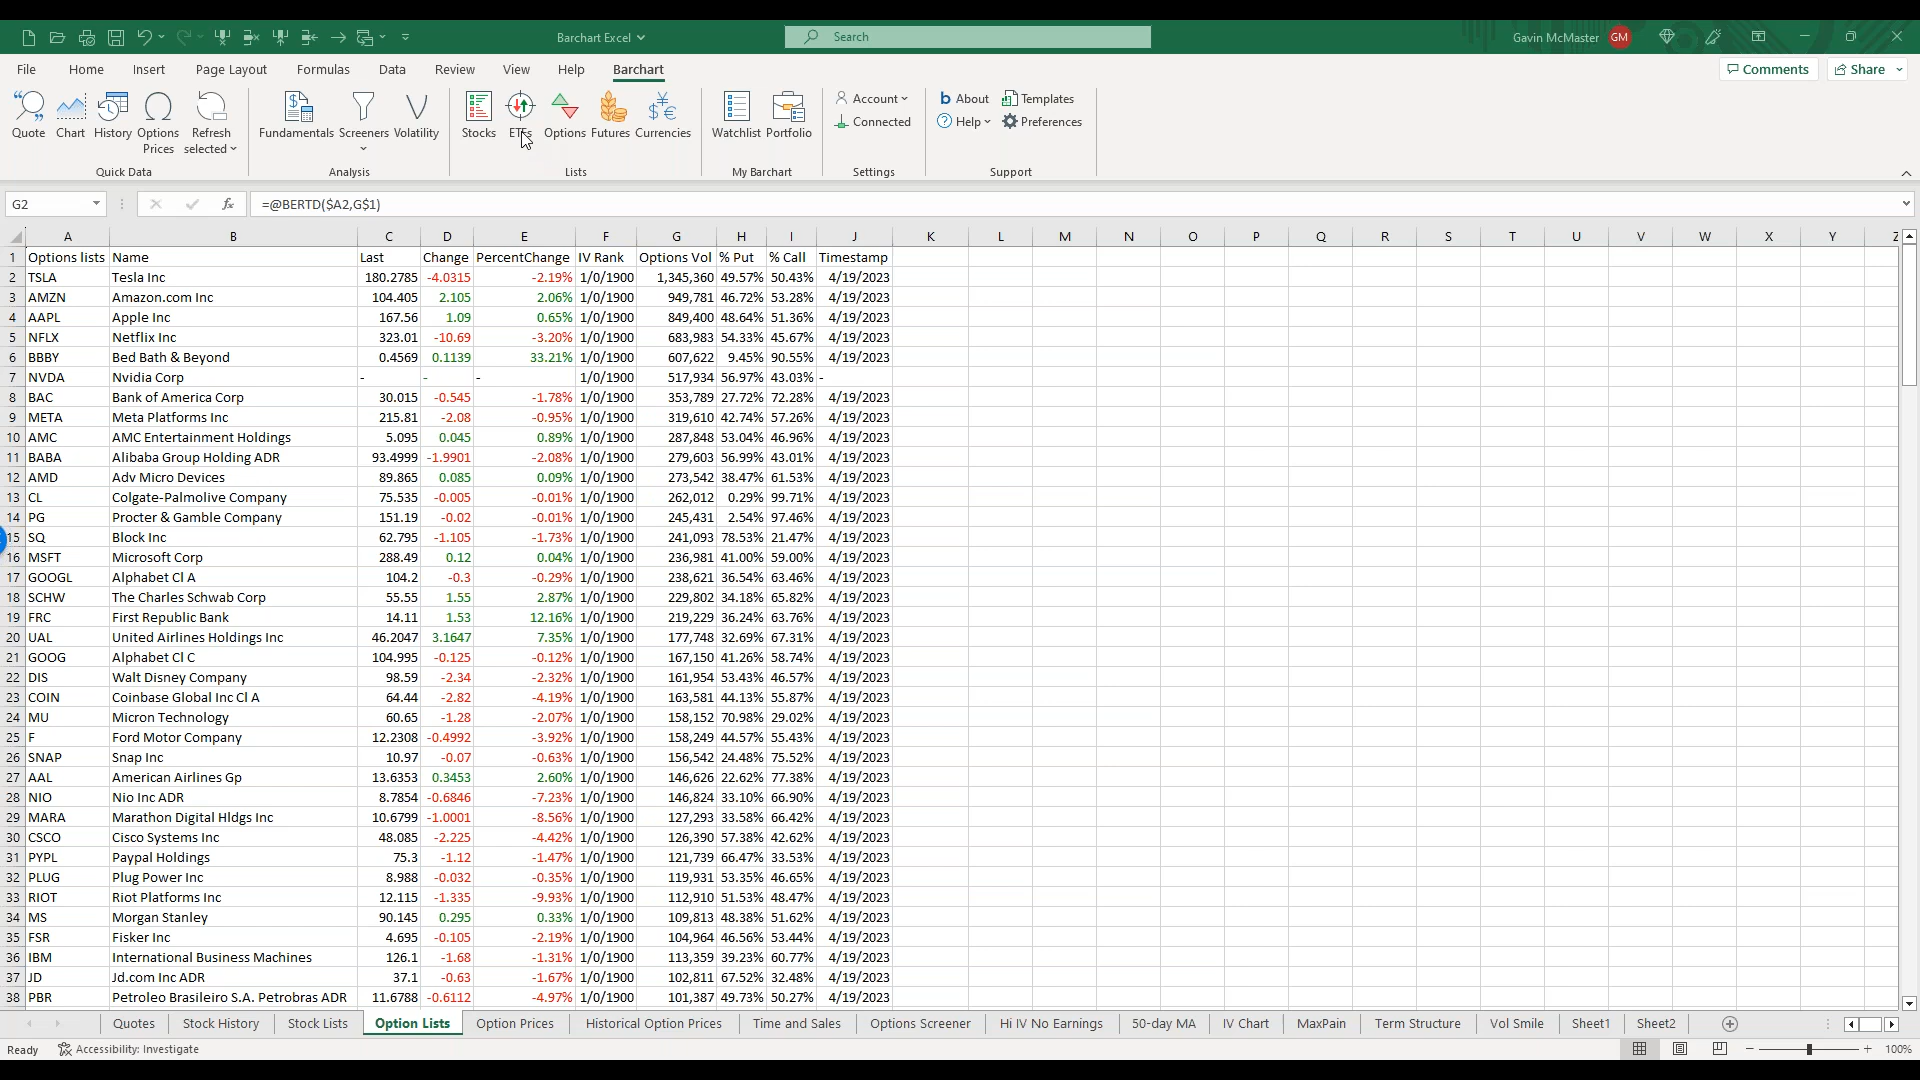 Barchart Excel
Search
Gavin McMaster GM
File Home Insert Page Layout Formulas Data Review View Help Barchart Comments Share
Quote Chart History Options Prices Refresh selected Fundamentals Screeners Volatility Stocks ETFs Options Futures Currencies Watchlist Portfolio
Account About Templates
Connected Help Preferences
Quick Data Analysis Lists My Barchart Settings Support
G2 fx =@BERTD($A2,G$1)
A B C D E F G H I J K L M N O P Q R S T U V W X Y Z
1 Options lists Name Last Change PercentChange IV Rank Options Vol % Put % Call Timestamp
2 TSLA Tesla Inc 180.2785 -4.0315 -2.19% 1/0/1900 1,345,360 49.57% 50.43% 4/19/2023
3 AMZN Amazon.com Inc 104.405 2.105 2.06% 1/0/1900 949,781 46.72% 53.28% 4/19/2023
4 AAPL Apple Inc 167.56 1.09 0.65% 1/0/1900 849,400 48.64% 51.36% 4/19/2023
5 NFLX Netflix Inc 323.01 -10.69 -3.20% 1/0/1900 683,983 54.33% 45.67% 4/19/2023
6 BBBY Bed Bath & Beyond 0.4569 0.1139 33.21% 1/0/1900 607,622 9.45% 90.55% 4/19/2023
7 NVDA Nvidia Corp - - - 1/0/1900 517,934 56.97% 43.03% -
8 BAC Bank of America Corp 30.015 -0.545 -1.78% 1/0/1900 353,789 27.72% 72.28% 4/19/2023
9 META Meta Platforms Inc 215.81 -2.08 -0.95% 1/0/1900 319,610 42.74% 57.26% 4/19/2023
10 AMC AMC Entertainment Holdings 5.095 0.045 0.89% 1/0/1900 287,848 53.04% 46.96% 4/19/2023
11 BABA Alibaba Group Holding ADR 93.4999 -1.9901 -2.08% 1/0/1900 279,603 56.99% 43.01% 4/19/2023
12 AMD Adv Micro Devices 89.865 0.085 0.09% 1/0/1900 273,542 38.47% 61.53% 4/19/2023
13 CL Colgate-Palmolive Company 75.535 -0.005 -0.01% 1/0/1900 262,012 0.29% 99.71% 4/19/2023
14 PG Procter & Gamble Company 151.19 -0.02 -0.01% 1/0/1900 245,431 2.54% 97.46% 4/19/2023
15 SQ Block Inc 62.795 -1.105 -1.73% 1/0/1900 241,093 78.53% 21.47% 4/19/2023
16 MSFT Microsoft Corp 288.49 0.12 0.04% 1/0/1900 236,981 41.00% 59.00% 4/19/2023
17 GOOGL Alphabet Cl A 104.2 -0.3 -0.29% 1/0/1900 238,621 36.54% 63.46% 4/19/2023
18 SCHW The Charles Schwab Corp 55.55 1.55 2.87% 1/0/1900 229,802 34.18% 65.82% 4/19/2023
19 FRC First Republic Bank 14.11 1.53 12.16% 1/0/1900 219,229 36.24% 63.76% 4/19/2023
20 UAL United Airlines Holdings Inc 46.2047 3.1647 7.35% 1/0/1900 177,748 32.69% 67.31% 4/19/2023
21 GOOG Alphabet Cl C 104.995 -0.125 -0.12% 1/0/1900 167,150 41.26% 58.74% 4/19/2023
22 DIS Walt Disney Company 98.59 -2.34 -2.32% 1/0/1900 161,954 53.43% 46.57% 4/19/2023
23 COIN Coinbase Global Inc Cl A 64.44 -2.82 -4.19% 1/0/1900 163,581 44.13% 55.87% 4/19/2023
24 MU Micron Technology 60.65 -1.28 -2.07% 1/0/1900 158,152 70.98% 29.02% 4/19/2023
25 F Ford Motor Company 12.2308 -0.4992 -3.92% 1/0/1900 158,249 44.57% 55.43% 4/19/2023
26 SNAP Snap Inc 10.97 -0.07 -0.63% 1/0/1900 156,542 24.48% 75.52% 4/19/2023
27 AAL American Airlines Gp 13.6353 0.3453 2.60% 1/0/1900 146,626 22.62% 77.38% 4/19/2023
28 NIO Nio Inc ADR 8.7854 -0.6846 -7.23% 1/0/1900 146,824 33.10% 66.90% 4/19/2023
29 MARA Marathon Digital Hldgs Inc 10.6799 -1.0001 -8.56% 1/0/1900 127,293 33.58% 66.42% 4/19/2023
30 CSCO Cisco Systems Inc 48.085 -2.225 -4.42% 1/0/1900 126,390 57.38% 42.62% 4/19/2023
31 PYPL Paypal Holdings 75.3 -1.12 -1.47% 1/0/1900 121,739 66.47% 33.53% 4/19/2023
32 PLUG Plug Power Inc 8.988 -0.032 -0.35% 1/0/1900 119,931 53.35% 46.65% 4/19/2023
33 RIOT Riot Platforms Inc 12.115 -1.335 -9.93% 1/0/1900 112,910 51.53% 48.47% 4/19/2023
34 MS Morgan Stanley 90.145 0.295 0.33% 1/0/1900 109,813 48.38% 51.62% 4/19/2023
35 FSR Fisker Inc 4.695 -0.105 -2.19% 1/0/1900 104,964 46.56% 53.44% 4/19/2023
36 IBM International Business Machines 126.1 -1.68 -1.31% 1/0/1900 113,359 39.23% 60.77% 4/19/2023
37 JD Jd.com Inc ADR 37.1 -0.63 -1.67% 1/0/1900 102,811 67.52% 32.48% 4/19/2023
38 PBR Petroleo Brasileiro S.A. Petrobras ADR 11.6788 -0.6112 -4.97% 1/0/1900 101,387 49.73% 50.27% 4/19/2023
Quotes Stock History Stock Lists Option Lists Option Prices Historical Option Prices Time and Sales Options Screener Hi IV No Earnings 50-day MA IV Chart MaxPain Term Structure Vol Smile Sheet1 Sheet2
Ready Accessibility: Investigate 100%